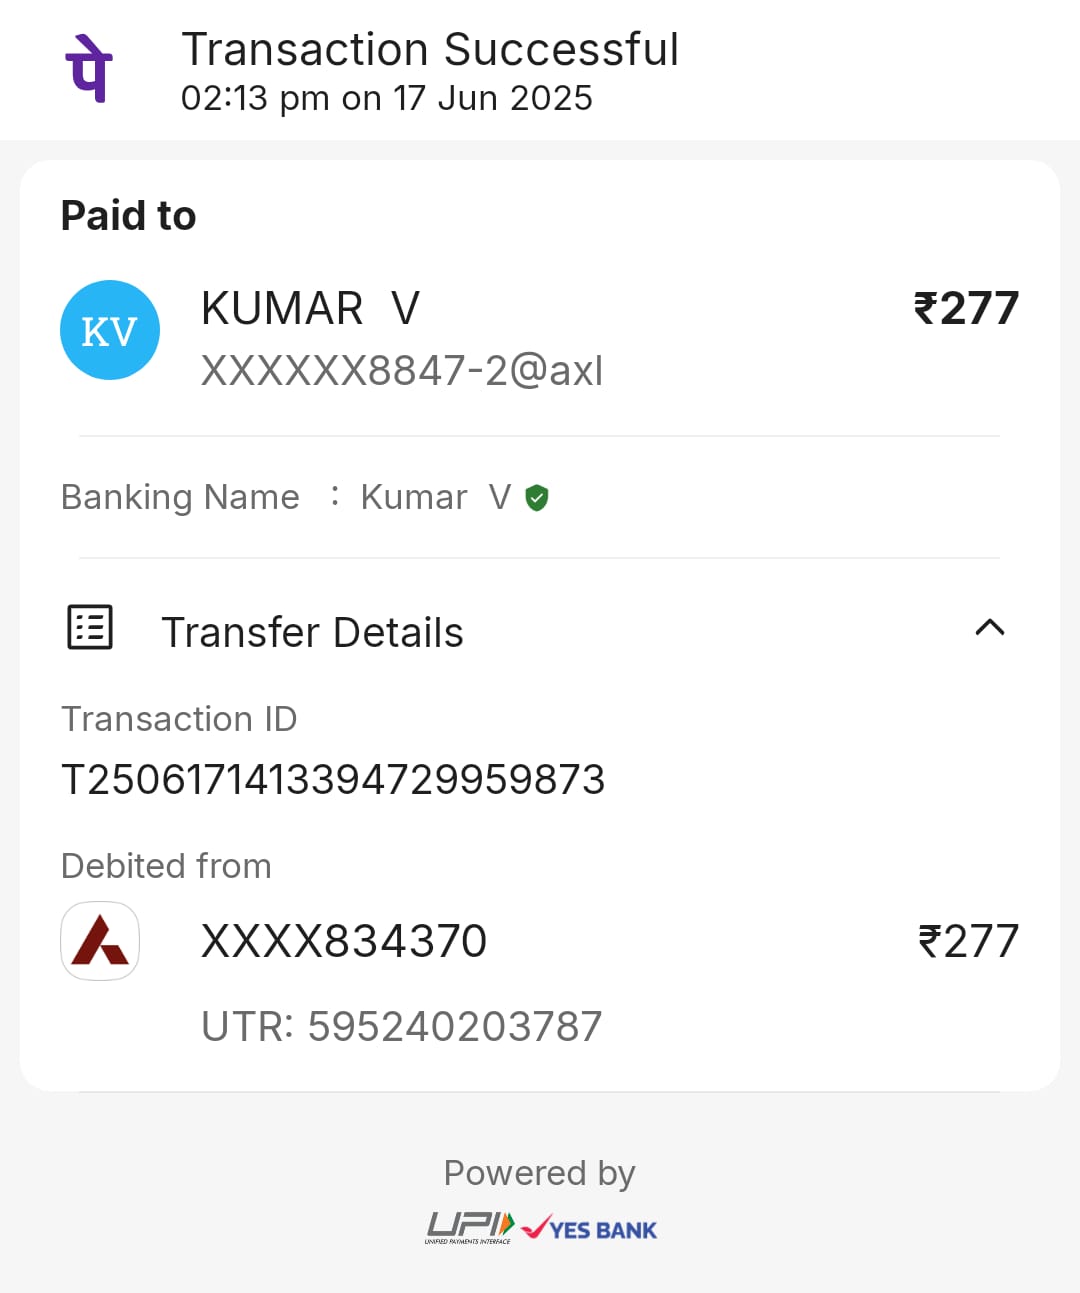 पे
Transaction Successful
02:13 pm on 17 Jun 2025
Paid to
KV
KUMAR V
₹277
XXXXXX8847-2@axl
Banking Name : Kumar V
Transfer Details
Transaction ID
T2506171413394729959873
Debited from
XXXX834370
₹277
UTR: 595240203787
Powered by
UPI
UNIFIED PAYMENTS INTERFACE
YES BANK